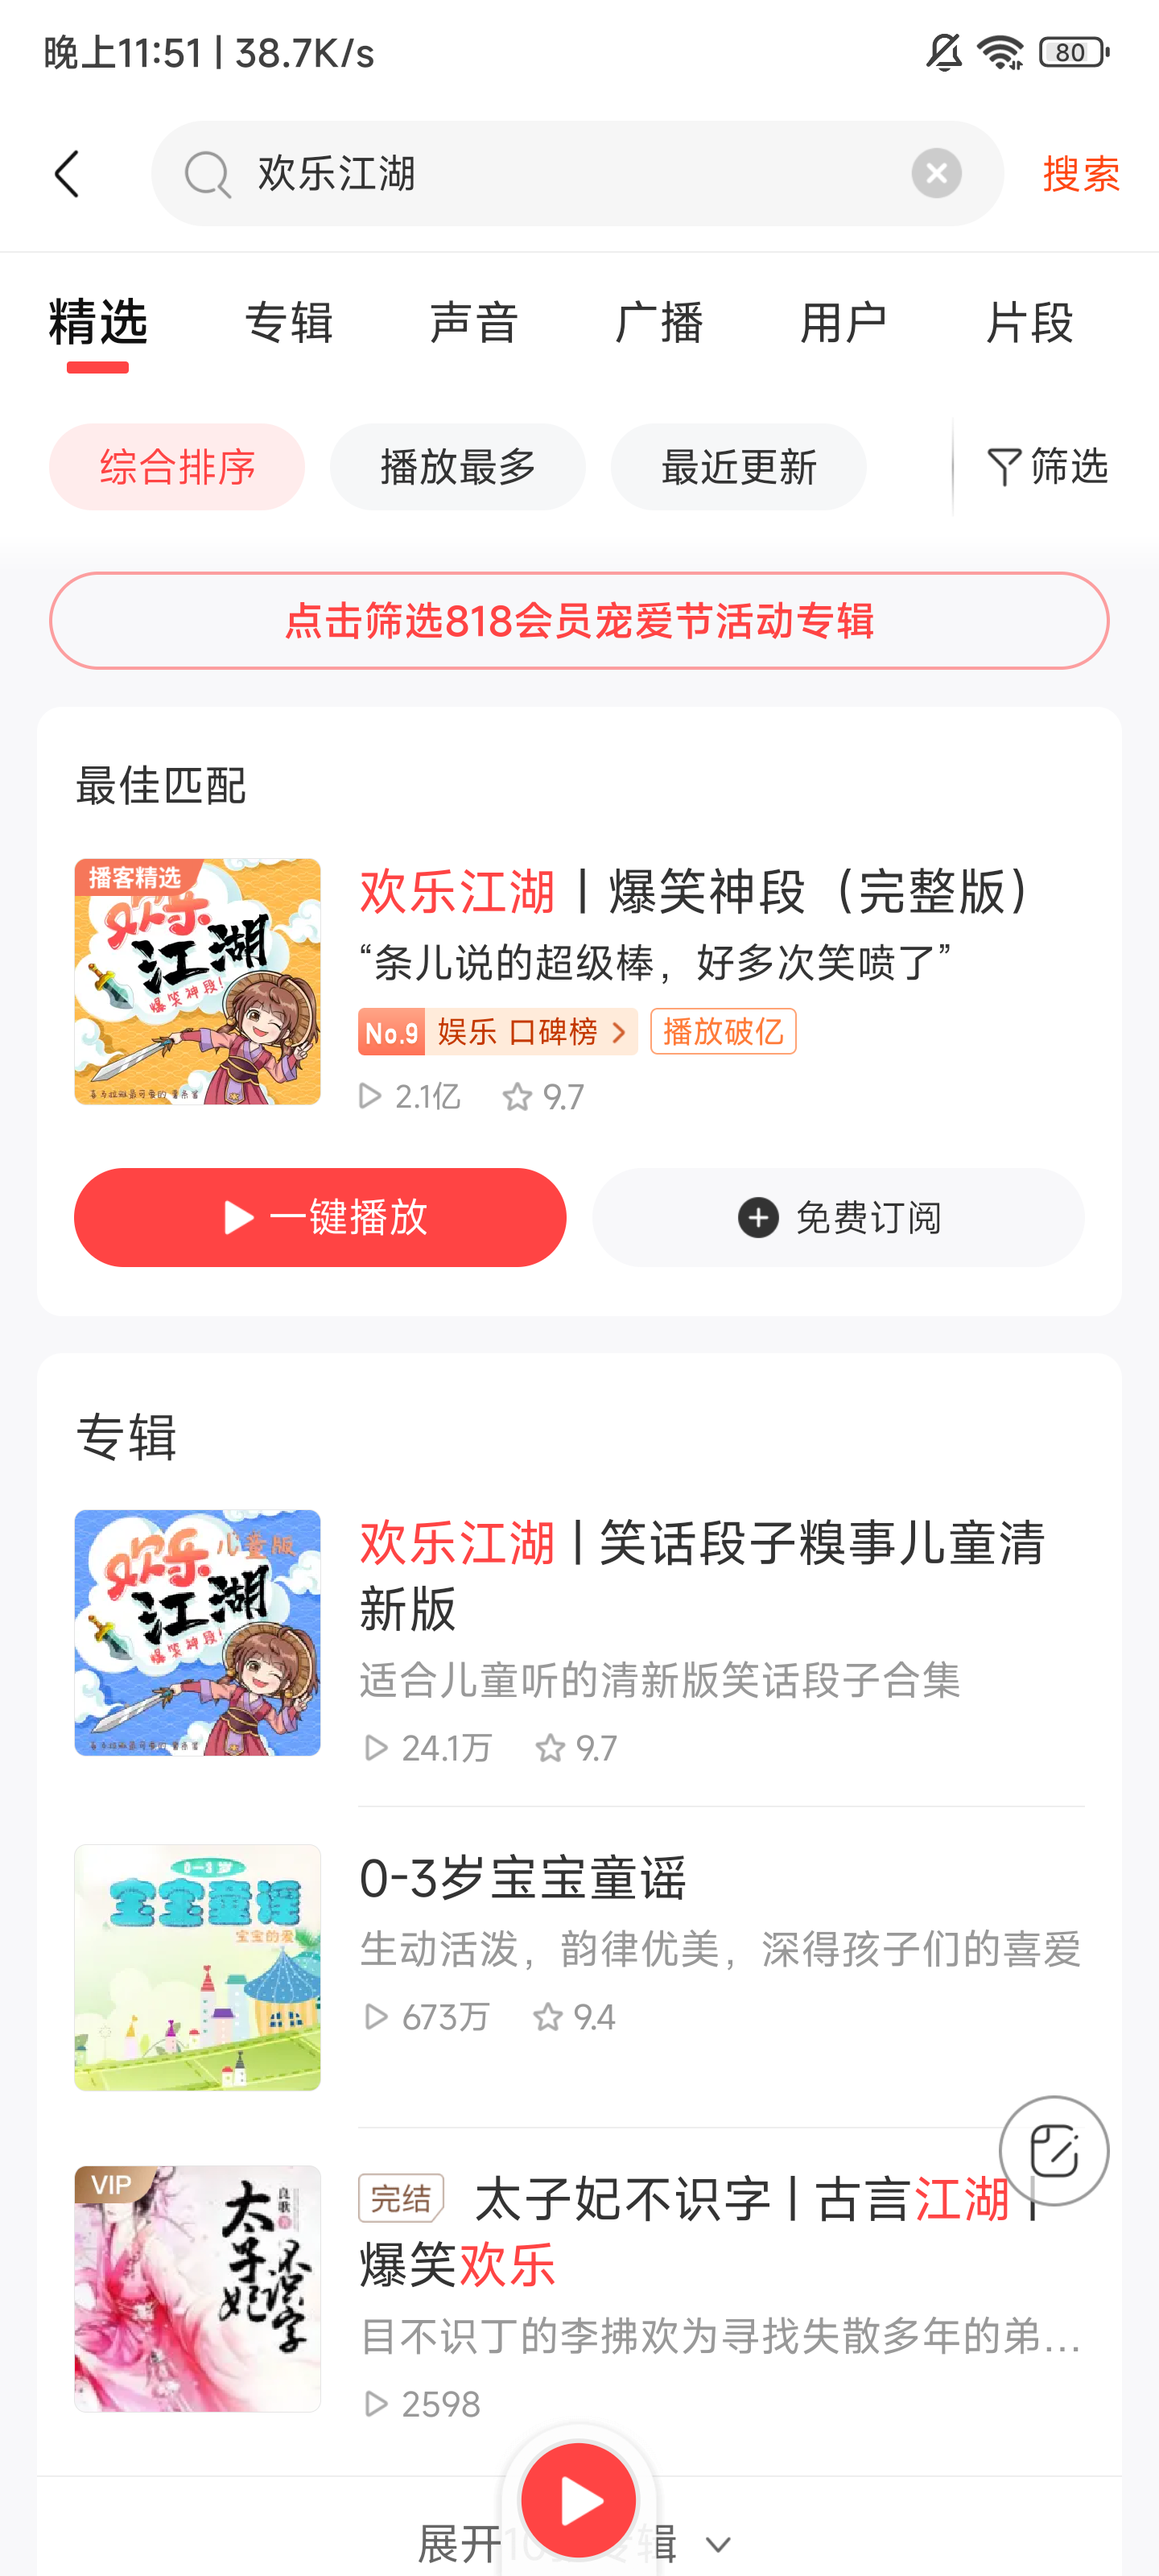 晚上11:51 | 38.7K/s
80
欢乐江湖
搜索
精选 专辑 声音 广播 用户 片段
综合排序 播放最多 最近更新 筛选
点击筛选818会员宠爱节活动专辑
最佳匹配
播客精选
欢乐
江湖
爆笑神段!
欢乐江湖丨爆笑神段（完整版）
“条儿说的超级棒，好多次笑喷了”
No.9 娱乐 口碑榜 播放破亿
2.1亿 9.7
一键播放 免费订阅
专辑
欢乐 儿童版
江湖
爆笑神段!
欢乐江湖丨笑话段子糗事儿童清
新版
适合儿童听的清新版笑话段子合集
24.1万 9.7
0-3岁
宝宝童谣
宝宝的爱
0-3岁宝宝童谣
生动活泼，韵律优美，深得孩子们的喜爱
673万 9.4
VIP
良歌
太子妃
不识字
完结 太子妃不识字丨古言江湖丨
爆笑欢乐
目不识丁的李拂欢为寻找失散多年的弟...
2598
展开
辑